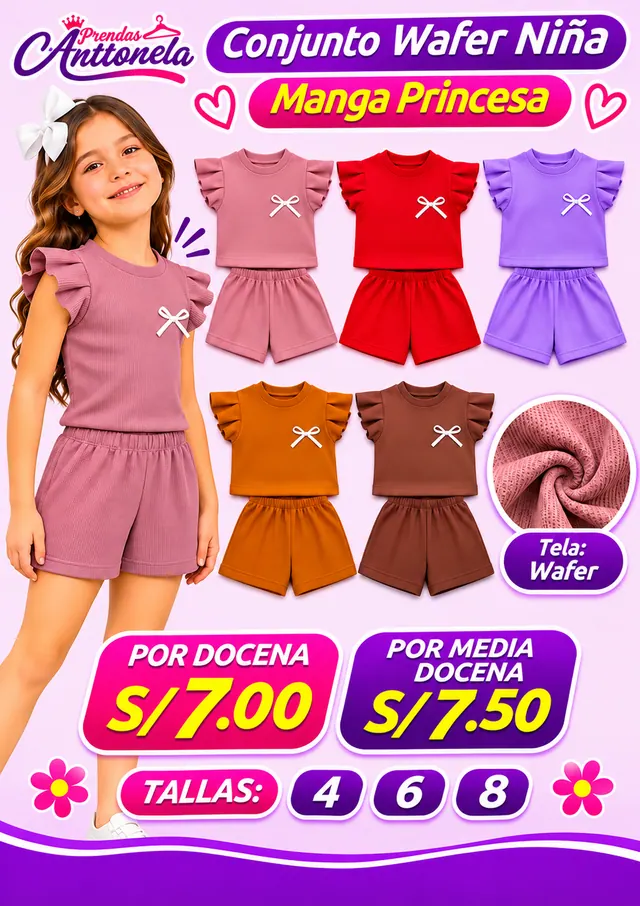 Prendas
C'Anttonela
Conjunto Wafer Niña
Manga Princesa
Tela:
Wafer
POR DOCENA
S/7.00
POR MEDIA
DOCENA
S/7.50
TALLAS:
4
6
8